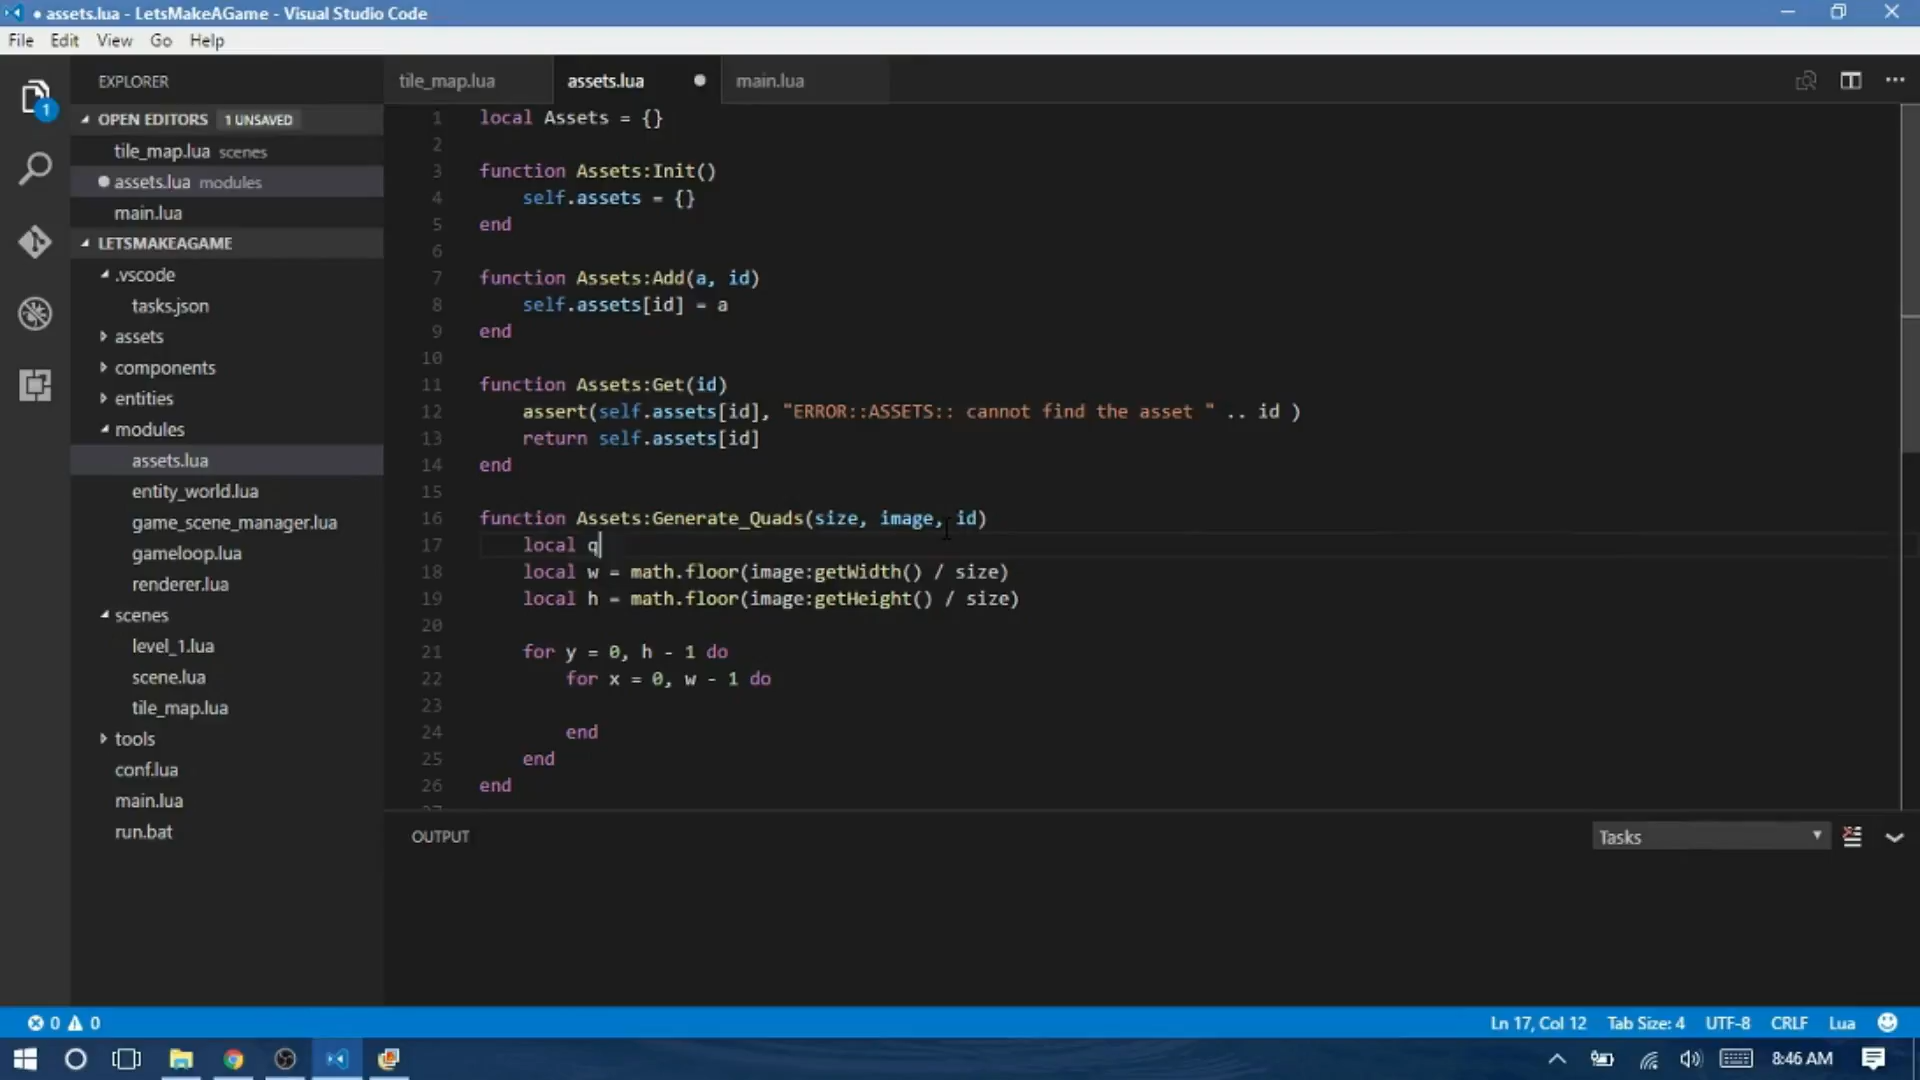 ● assets.lua - LetsMakeAGame - Visual Studio Code
File Edit View Go Help
EXPLORER
OPEN EDITORS 1 UNSAVED
tile_map.lua scenes
assets.lua modules
main.lua
LETSMAKEAGAME
.vscode
tasks.json
assets
components
entities
modules
assets.lua
entity_world.lua
game_scene_manager.lua
gameloop.lua
renderer.lua
scenes
level_1.lua
scene.lua
tile_map.lua
tools
conf.lua
main.lua
run.bat
1
tile_map.lua assets.lua main.lua
1 local Assets = {}
2
3 function Assets:Init()
4 self.assets = {}
5 end
6
7 function Assets:Add(a, id)
8 self.assets[id] = a
9 end
10
11 function Assets:Get(id)
12 assert(self.assets[id], "ERROR::ASSETS:: cannot find the asset " .. id )
13 return self.assets[id]
14 end
15
16 function Assets:Generate_Quads(size, image, id)
17 local q
18 local w = math.floor(image:getWidth() / size)
19 local h = math.floor(image:getHeight() / size)
20
21 for y = 0, h - 1 do
22 for x = 0, w - 1 do
23
24 end
25 end
26 end
OUTPUT
Tasks
0 0
Ln 17, Col 12 Tab Size: 4 UTF-8 CRLF Lua
8:46 AM